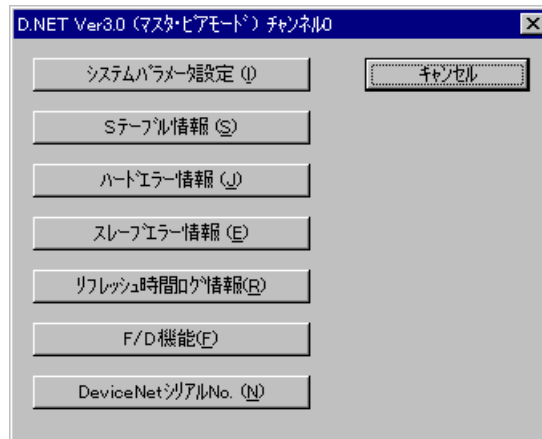 D.NET Ver3.0 (ﾏｽﾀ･ﾋﾟｱﾓｰﾄﾞ) ﾁｬﾝﾈﾙ0
ｼｽﾃﾑﾊﾟﾗﾒｰﾀ設定 (I)
キャンセル
Sテーブル情報 (S)
ﾊｰﾄﾞｴﾗｰ情報 (J)
ｽﾚｰﾌﾞｴﾗｰ情報 (E)
ﾘﾌﾚｯｼｭ時間ﾛｸﾞ情報(R)
F/D機能(F)
DeviceNetｼﾘｱﾙNo. (N)